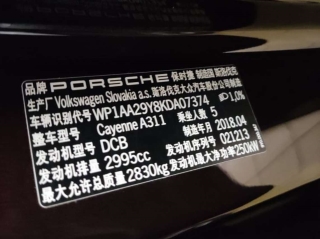 品牌 PORSCHE 保时捷 制造国 斯洛伐克
生产厂 Volkswagen Slovakia a.s. 斯洛伐克大众汽车股份公司制造
车辆识别代号 WP1AA29Y8KDA07374 1,0%
整车型号 Cayenne A311 乘坐人数 5
发动机型号 DCB 制造年月 2018.04
发动机排量 2995cc 发动机序列号 021213
最大允许总质量 2830kg 发动机最大净功率 250kW